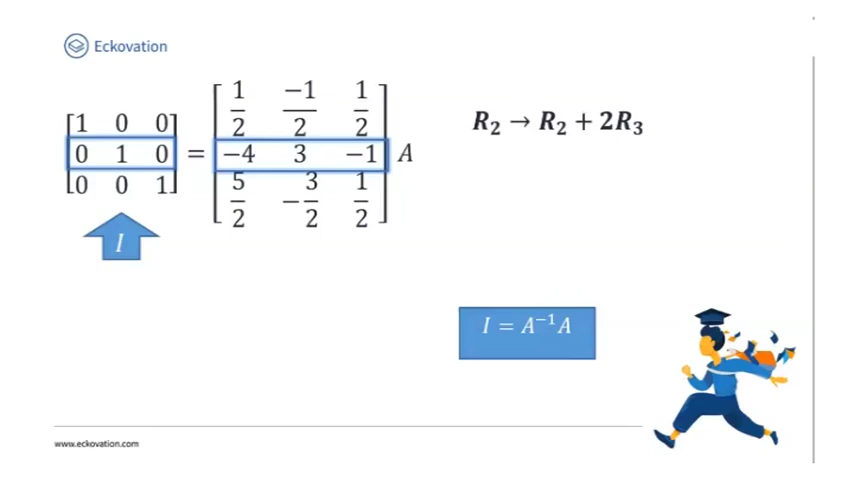 Eckovation
[1 0 0]
[0 1 0]
[0 0 1]
=
[1/2 -1/2 1/2]
[-4 3 -1]
[5/2 -3/2 1/2]
A
R₂ → R₂ + 2R₃
I
I = A⁻¹A
www.eckovation.com